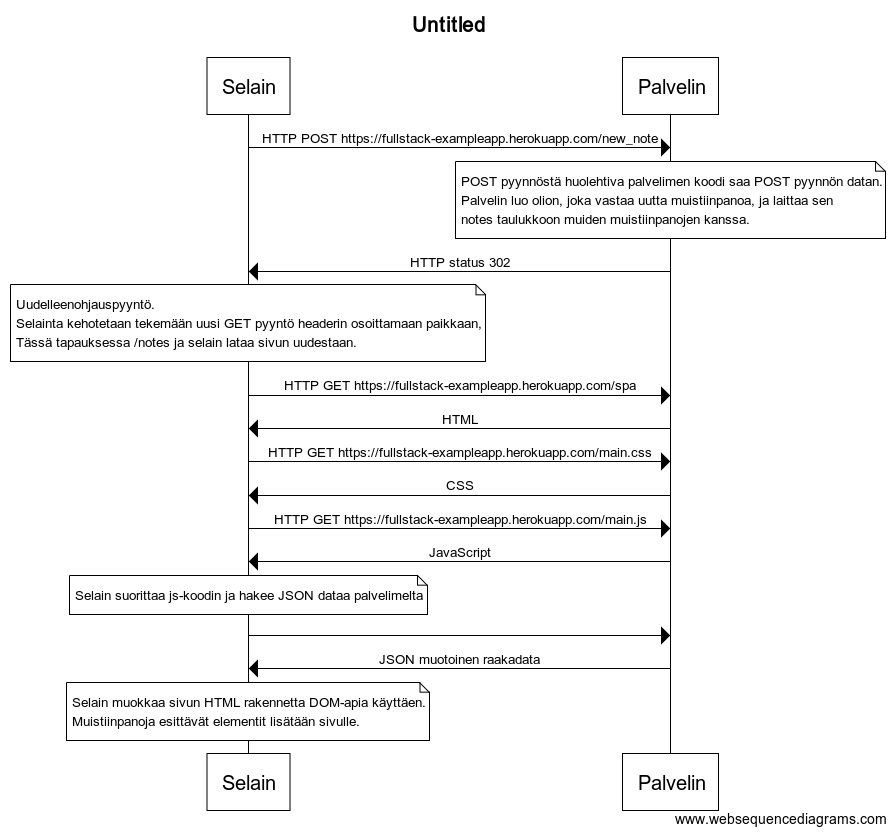 Untitled
Selain
Palvelin
HTTP POST https://fullstack-exampleapp.herokuapp.com/new_note
POST pyynnöstä huolehtiva palvelimen koodi saa POST pyynnön datan.
Palvelin luo olion, joka vastaa uutta muistiinpanoa, ja laittaa sen
notes taulukkoon muiden muistiinpanojen kanssa.
HTTP status 302
Uudelleenohjauspyyntö.
Selainta kehotetaan tekemään uusi GET pyyntö headerin osoittamaan paikkaan,
Tässä tapauksessa /notes ja selain lataa sivun uudestaan.
HTTP GET https://fullstack-exampleapp.herokuapp.com/spa
HTML
HTTP GET https://fullstack-exampleapp.herokuapp.com/main.css
CSS
HTTP GET https://fullstack-exampleapp.herokuapp.com/main.js
JavaScript
Selain suorittaa js-koodin ja hakee JSON dataa palvelimelta
JSON muotoinen raakadata
Selain muokkaa sivun HTML rakennetta DOM-apia käyttäen.
Muistiinpanoja esittävät elementit lisätään sivulle.
Selain
Palvelin
www.websequencediagrams.com